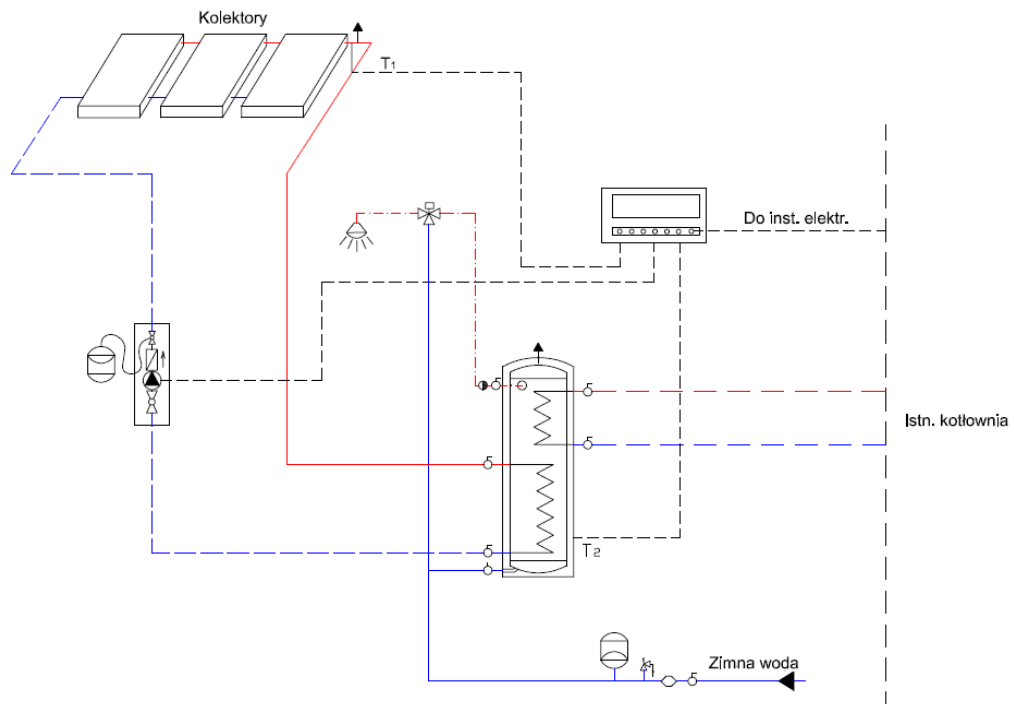 Kolektory
T1
Do inst. elektr.
Istn. kotłownia
T2
Zimna woda